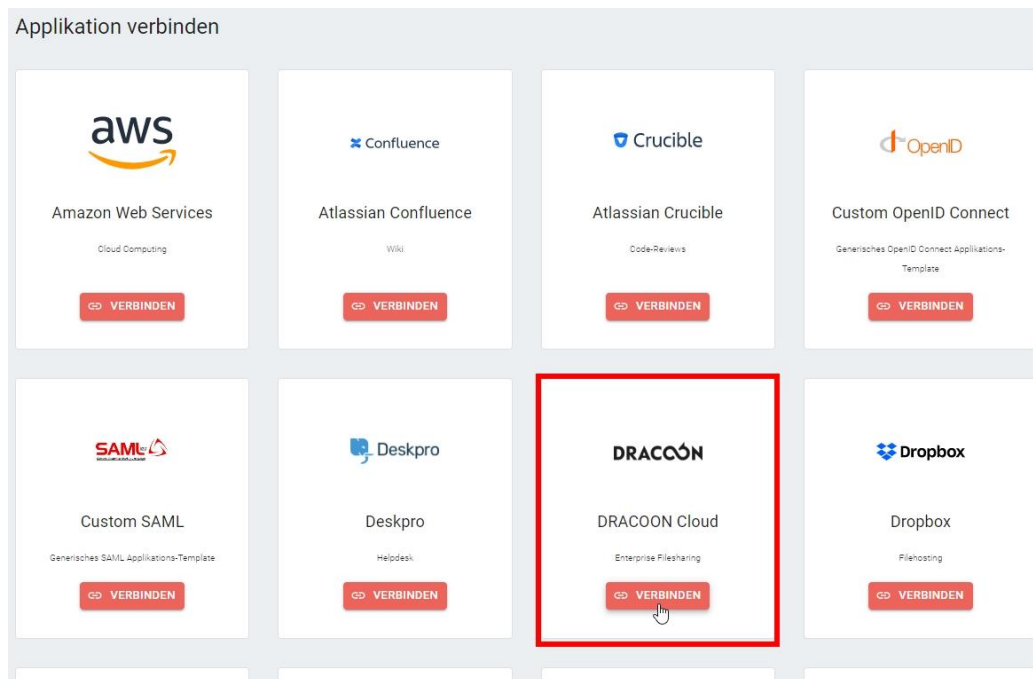 Applikation verbinden
aws
Confluence
Crucible
OpenID
Amazon Web Services
Atlassian Confluence
Atlassian Crucible
Custom OpenID Connect
Cloud Computing
Wiki
Code-Reviews
Generisches OpenID Connect Applikations-
Template
VERBINDEN
VERBINDEN
VERBINDEN
VERBINDEN
SAML
Deskpro
DRACOON
Dropbox
Custom SAML
Deskpro
DRACOON Cloud
Dropbox
Generisches SAML Applikations-Template
Helpdesk
Enterprise Filesharing
Filehosting
VERBINDEN
VERBINDEN
VERBINDEN
VERBINDEN